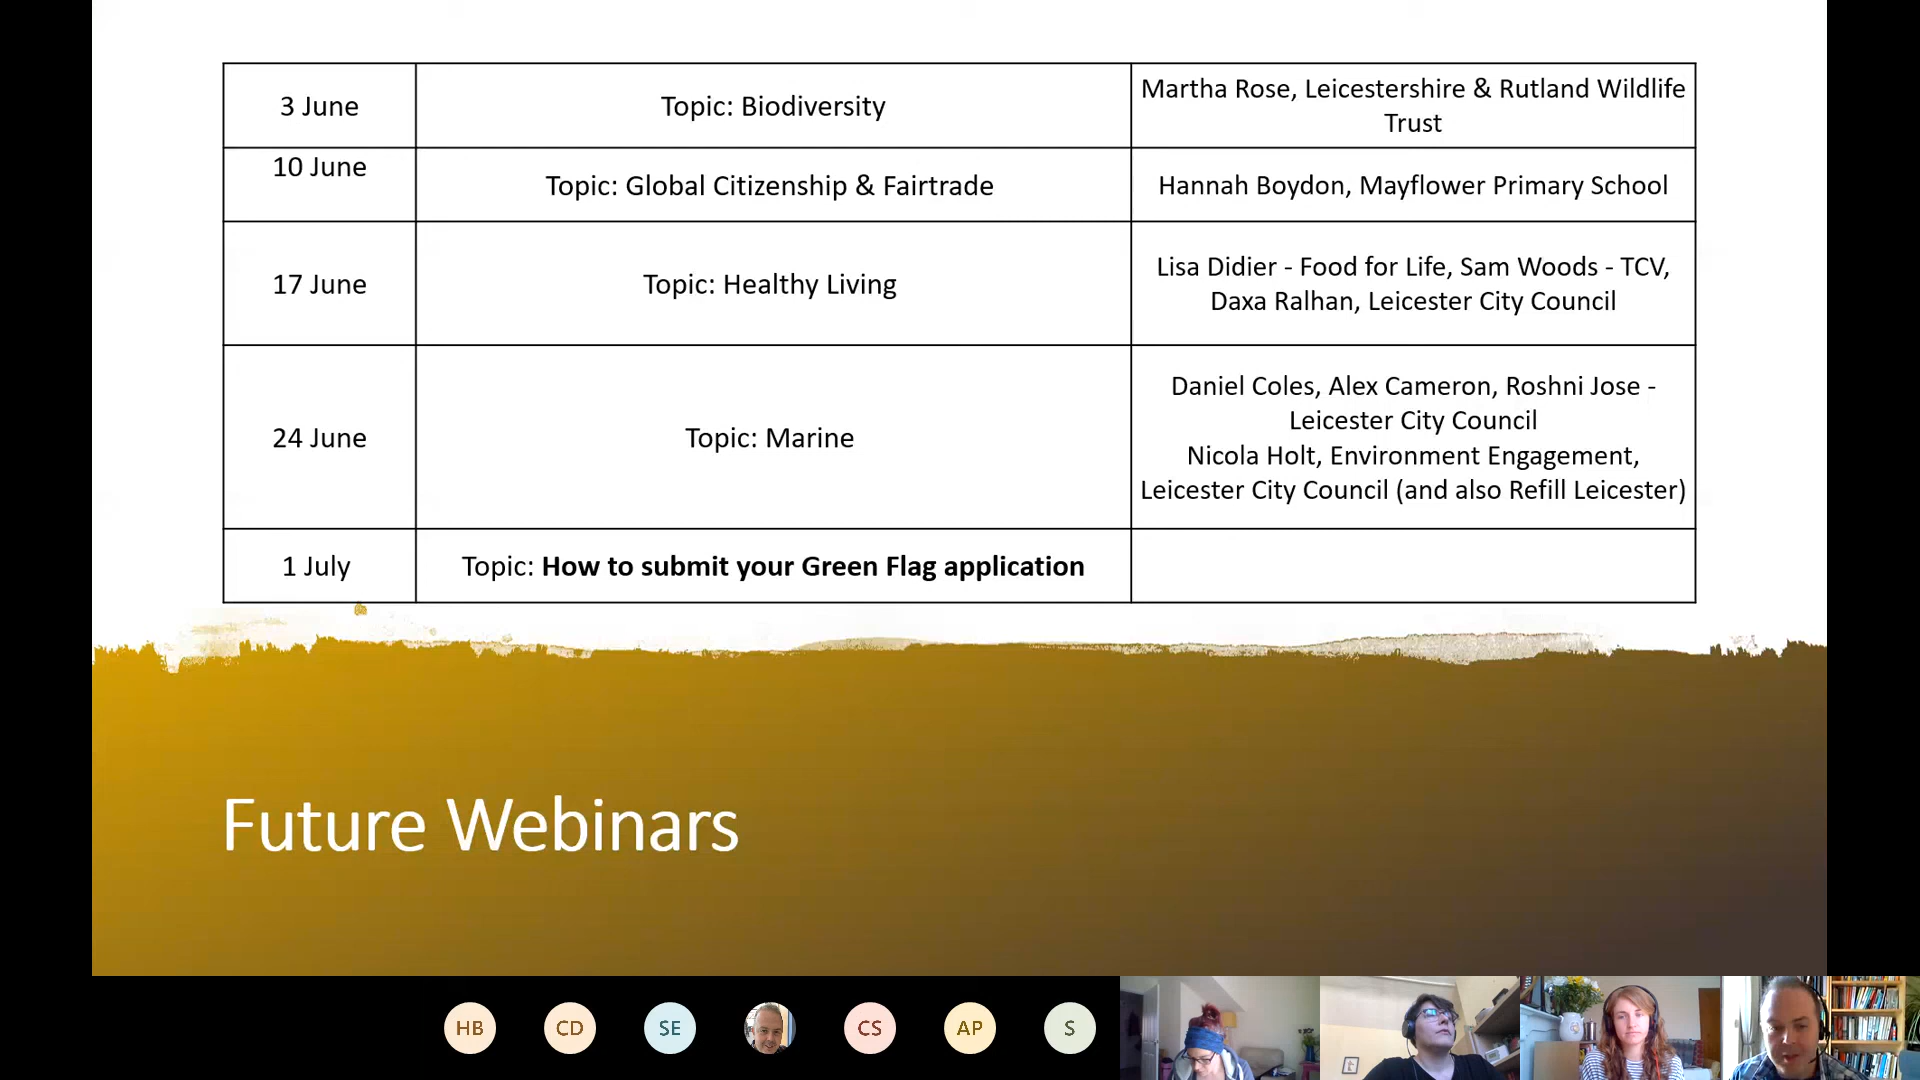 3 June
Topic: Biodiversity
Martha Rose, Leicestershire & Rutland Wildlife
Trust
10 June
Topic: Global Citizenship & Fairtrade
Hannah Boydon, Mayflower Primary School
17 June
Topic: Healthy Living
Lisa Didier - Food for Life, Sam Woods - TCV,
Daxa Ralhan, Leicester City Council
24 June
Topic: Marine
Daniel Coles, Alex Cameron, Roshni Jose -
Leicester City Council
Nicola Holt, Environment Engagement,
Leicester City Council (and also Refill Leicester)
1 July
Topic: How to submit your Green Flag application
Future Webinars
HB
CD
SE
CS
AP
S